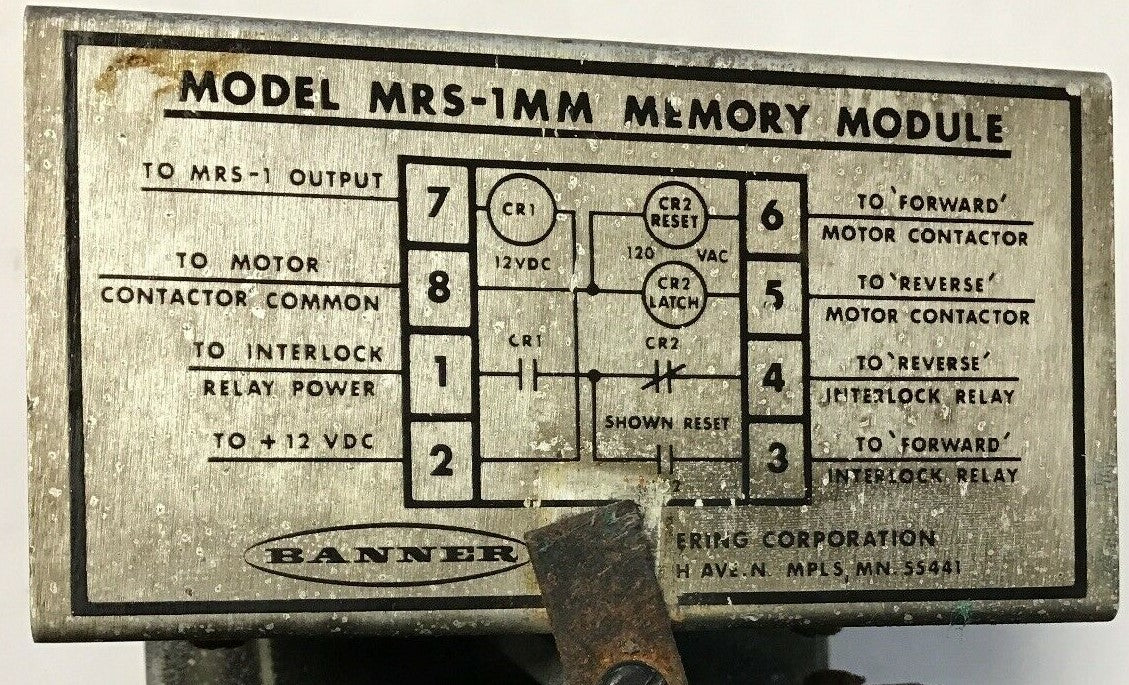 MODEL MRS-1MM MEMORY MODULE
TO MRS-1 OUTPUT
7
CR1
12VDC
CR2
RESET
6
TO 'FORWARD'
MOTOR CONTACTOR
TO MOTOR
CONTACTOR COMMON
8
120 VAC
CR2
LATCH
5
TO 'REVERSE'
MOTOR CONTACTOR
TO INTERLOCK
RELAY POWER
1
CR1
CR2
4
TO 'REVERSE'
INTERLOCK RELAY
TO + 12 VDC
2
SHOWN RESET
2
3
TO 'FORWARD'
INTERLOCK RELAY
BANNER
ERING CORPORATION
H AVE. N. MPLS, MN. 55441